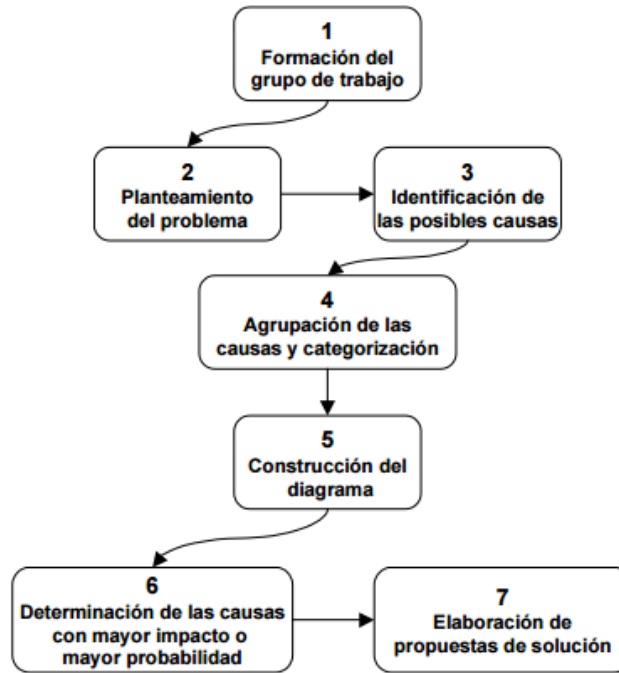 1
Formación del
grupo de trabajo
2
Planteamiento
del problema
3
Identificación de
las posibles causas
4
Agrupación de las
causas y categorización
5
Construcción del
diagrama
6
Determinación de las causas
con mayor impacto o
mayor probabilidad
7
Elaboración de
propuestas de solución